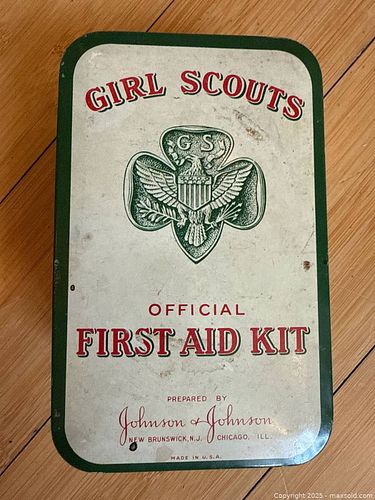 GIRL SCOUTS
G S
OFFICIAL
FIRST AID KIT
PREPARED BY
Johnson & Johnson
NEW BRUNSWICK, N.J. CHICAGO, ILL.
MADE IN U.S.A.
Copyright 2025 - maxsold.com